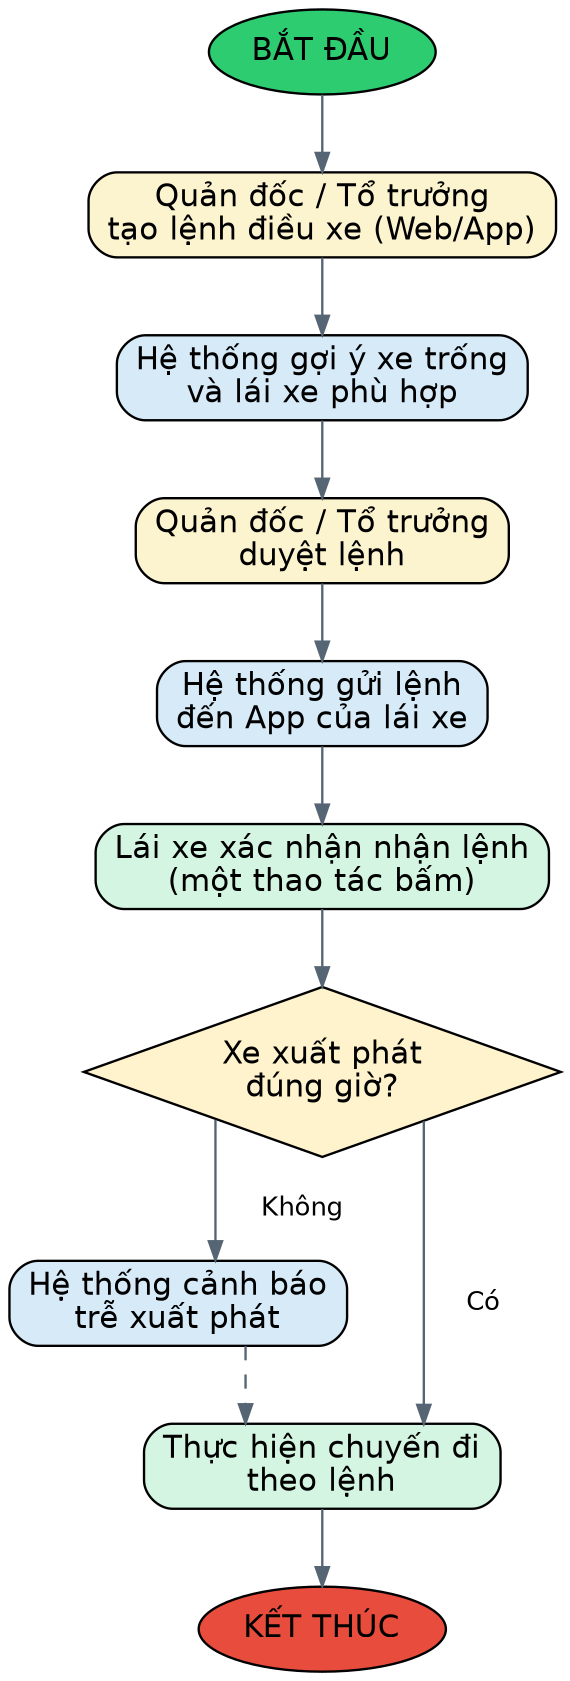 BẮT ĐẦU
Quản đốc / Tổ trưởng
tạo lệnh điều xe (Web/App)
Hệ thống gợi ý xe trống
và lái xe phù hợp
Quản đốc / Tổ trưởng
duyệt lệnh
Hệ thống gửi lệnh
đến App của lái xe
Lái xe xác nhận nhận lệnh
(một thao tác bấm)
Xe xuất phát
đúng giờ?
Không
Hệ thống cảnh báo
trễ xuất phát
Có
Thực hiện chuyến đi
theo lệnh
KẾT THÚC